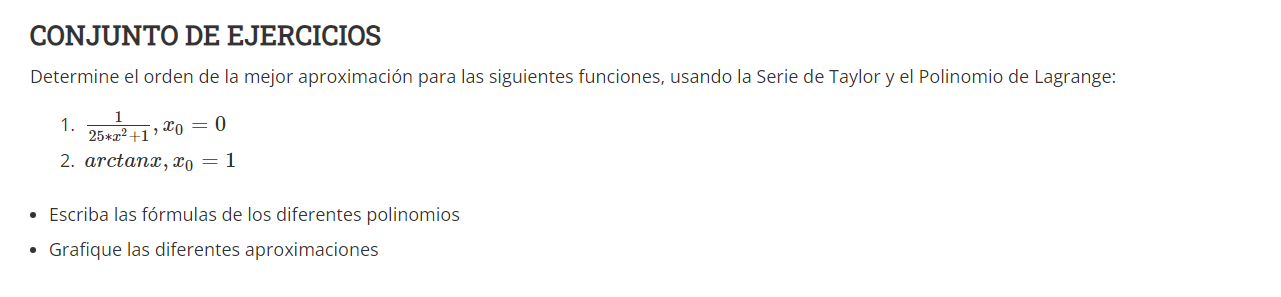 CONJUNTO DE EJERCICIOS
Determine el orden de la mejor aproximación para las siguientes funciones, usando la Serie de Taylor y el Polinomio de Lagrange:
1. $\frac{1}{25*x^2+1}, x_0 = 0$
2. $arctanx, x_0 = 1$
• Escriba las fórmulas de los diferentes polinomios
• Grafique las diferentes aproximaciones